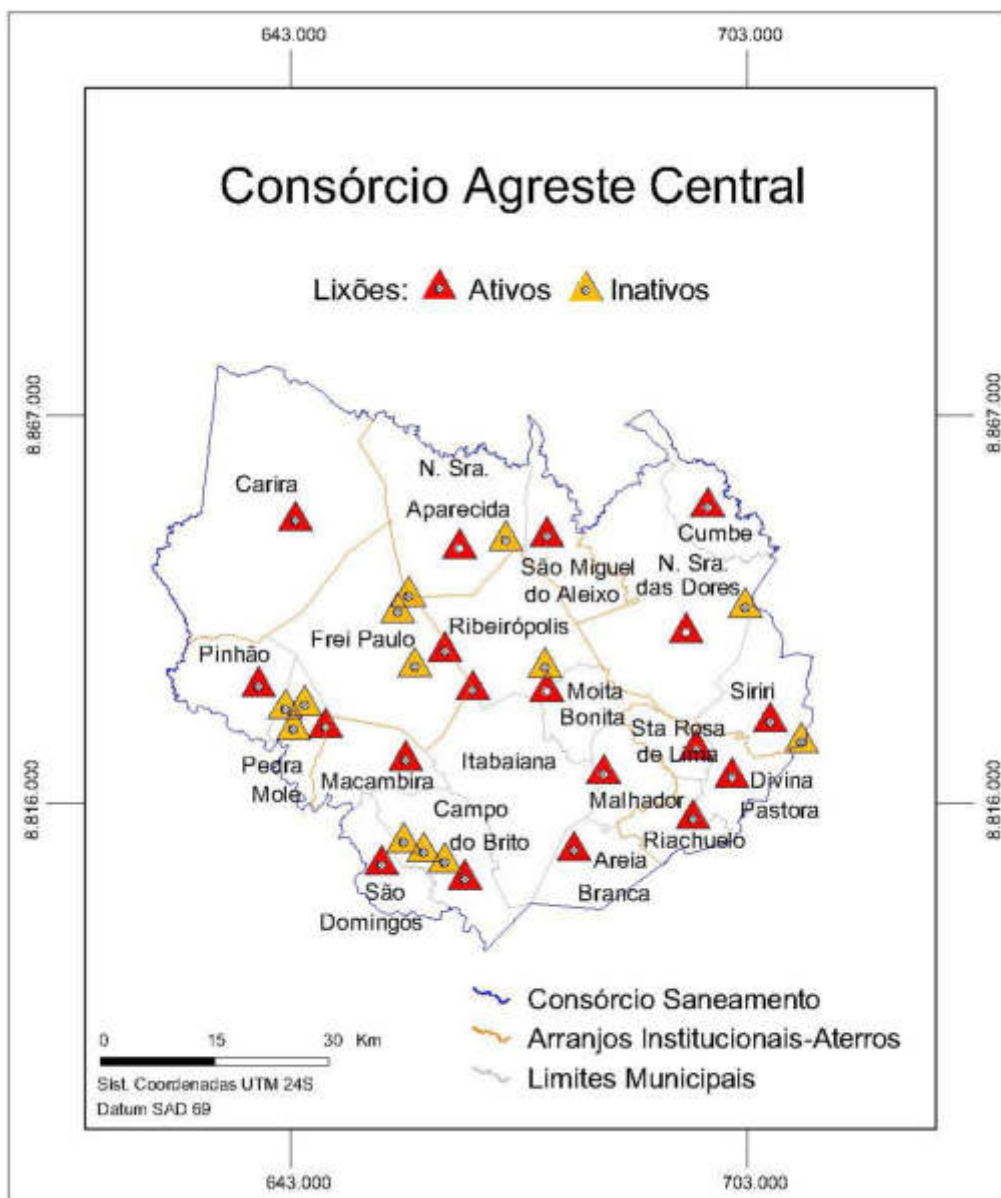 643.000
703.000
Consórcio Agreste Central
Lixões: Ativos Inativos
8.867.000
8.867.000
N. Sra.
Carira
Aparecida
Cumbe
São Miguel
do Aleixo
N. Sra.
das Dores
Frei Paulo
Ribeirópolis
Pinhão
Siriri
Moita
Bonita
Sta Rosa
de Lima
Pedra
Mole
Macambira
Itabaiana
Divina
Pastora
Malhador
8.816.000
8.816.000
Campo
do Brito
Riachuelo
Areia
Branca
São
Domingos
Consórcio Saneamento
Arranjos Institucionais-Aterros
Limites Municipais
0 15 30 Km
Sist. Coordenadas UTM 24S
Datum SAD 69
643.000
703.000